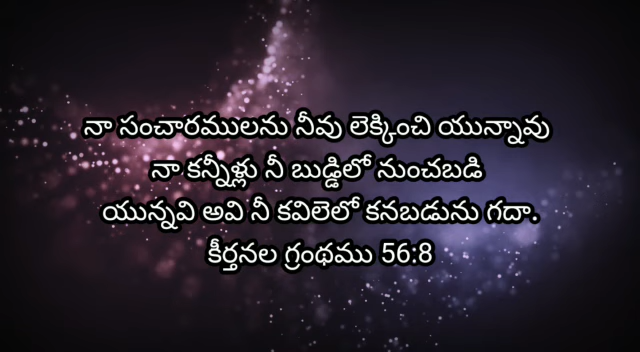 నా సంచారములను నీవు లెక్కించి యున్నావు
నా కన్నీళ్లు నీ బుడ్డిలో నుంచబడి
యున్నవి అవి నీ కవిలెలో కనబడును గదా.
కీర్తనల గ్రంథము 56:8